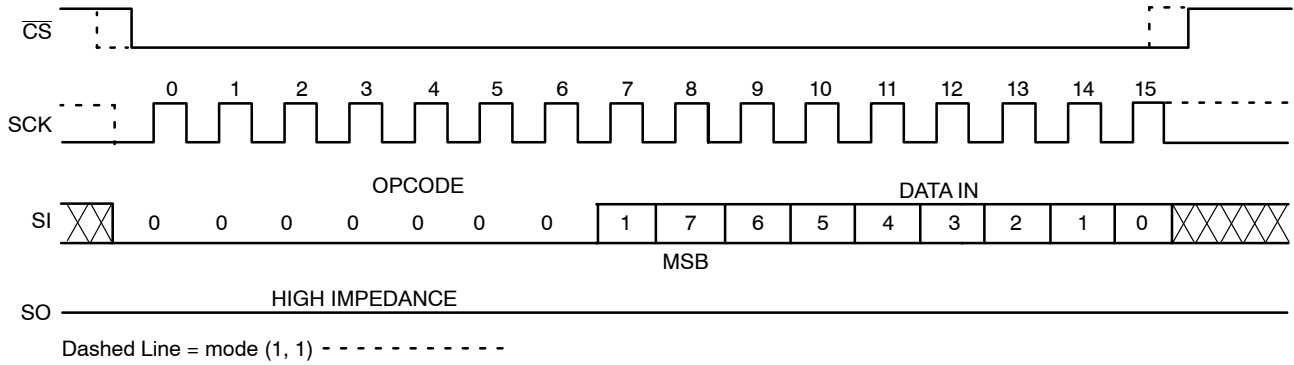 CS
0 1 2 3 4 5 6 7 8 9 10 11 12 13 14 15
SCK
OPCODE DATA IN
SI 0 0 0 0 0 0 0 1 7 6 5 4 3 2 1 0
MSB
HIGH IMPEDANCE
SO
Dashed Line = mode (1, 1)